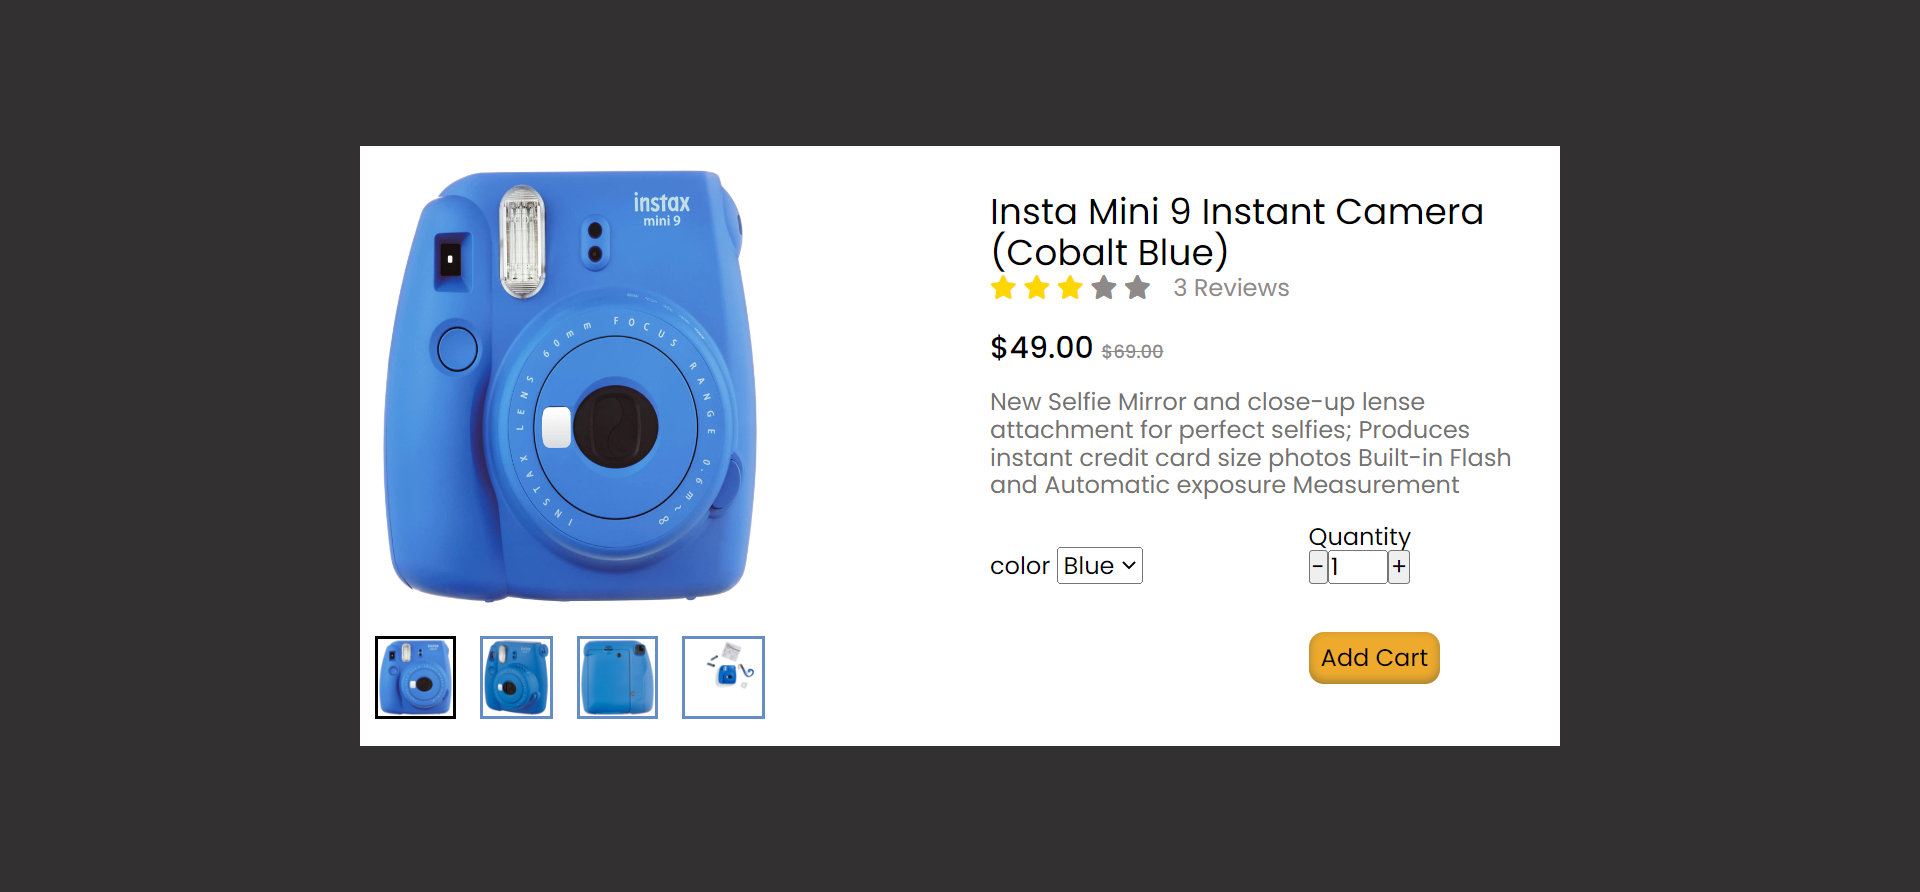 instax
mini 9
INSTAX LENS 60mm FOCUS RANGE 0.6m~∞
Insta Mini 9 Instant Camera
(Cobalt Blue)
3 Reviews
$49.00 $69.00
New Selfie Mirror and close-up lense
attachment for perfect selfies; Produces
instant credit card size photos Built-in Flash
and Automatic exposure Measurement
Quantity
color Blue
- 1 +
Add Cart